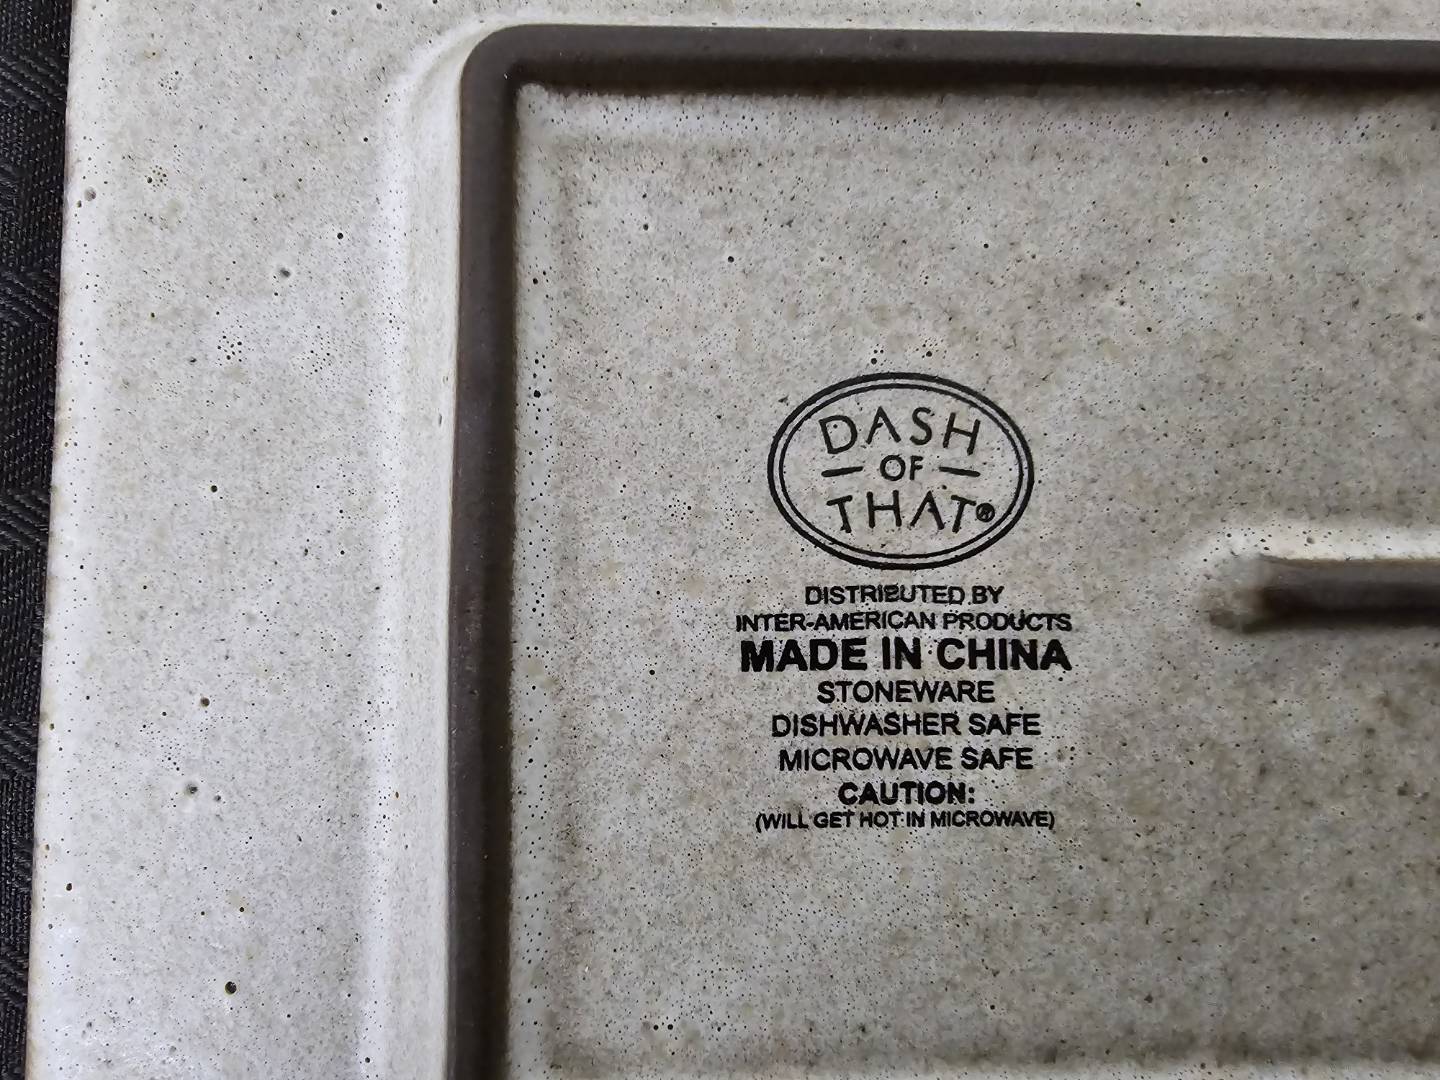 DASH
OF
THAT®
DISTRIBUTED BY
INTER-AMERICAN PRODUCTS
MADE IN CHINA
STONEWARE
DISHWASHER SAFE
MICROWAVE SAFE
CAUTION:
(WILL GET HOT IN MICROWAVE)